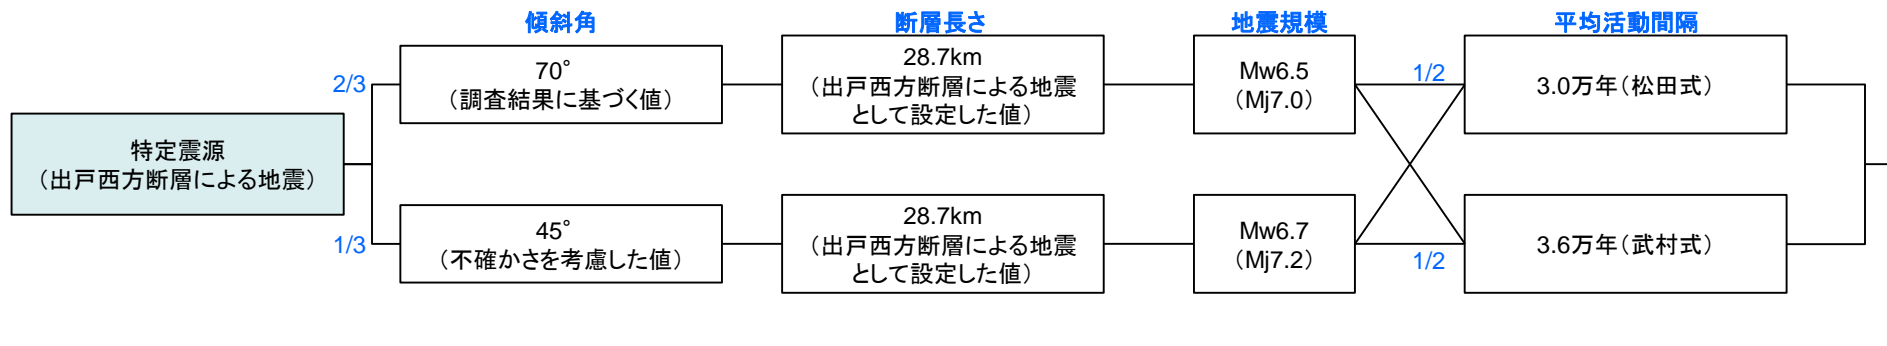 傾斜角
断層長さ
地震規模
平均活動間隔
特定震源
（出戸西方断層による地震）
2/3
70°
（調査結果に基づく値）
28.7km
（出戸西方断層による地震
として設定した値）
Mw6.5
（Mj7.0）
1/2
3.0万年（松田式）
1/3
45°
（不確かさを考慮した値）
28.7km
（出戸西方断層による地震
として設定した値）
Mw6.7
（Mj7.2）
1/2
3.6万年（武村式）